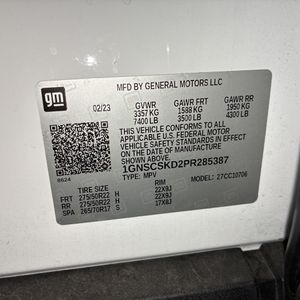 gm
MFD BY GENERAL MOTORS LLC
02/23 GVWR GAWR FRT GAWR RR
3357 KG 1588 KG 1950 KG
7400 LB 3500 LB 4300 LB
THIS VEHICLE CONFORMS TO ALL
APPLICABLE U.S. FEDERAL MOTOR
VEHICLE SAFETY STANDARDS IN
EFFECT ON THE DATE OF
MANUFACTURE SHOWN ABOVE.
1GNSCSKD2PR285387
8624 TYPE: MPV MODEL: 27CC10706
TIRE RIM
FRT 275/50R22 H 22X9J
RR 275/50R22 H 22X9J
SPA 265/70R17 S 17X8J